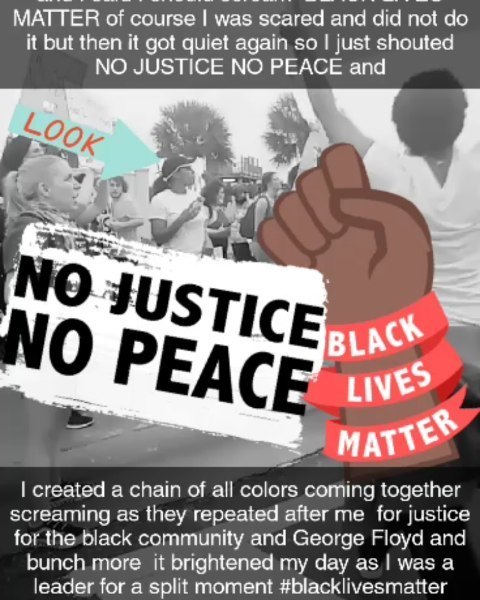 MATTER of course I was scared and did not do
it but then it got quiet again so I just shouted
NO JUSTICE NO PEACE and
LOOK
NO JUSTICE
NO PEACE
BLACK
LIVES
MATTER
I created a chain of all colors coming together
screaming as they repeated after me for justice
for the black community and George Floyd and
bunch more it brightened my day as I was a
leader for a split moment #blacklivesmatter